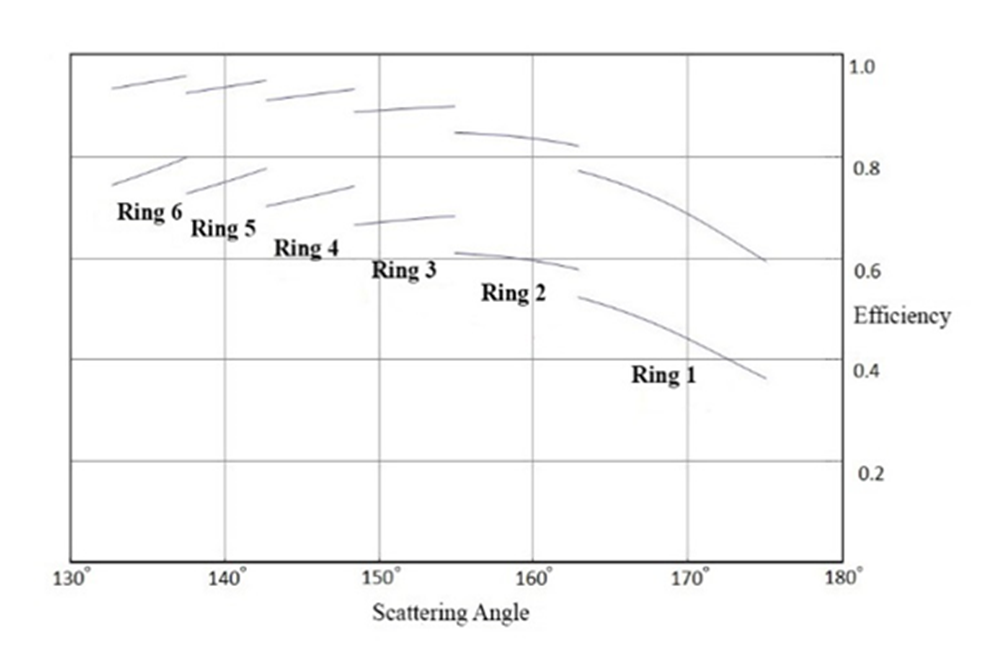 1.0
0.8
Ring 6
Ring 5
Ring 4
Ring 3
0.6
Ring 2
Efficiency
Ring 1
0.4
0.2
130° 140° 150° 160° 170° 180°
Scattering Angle